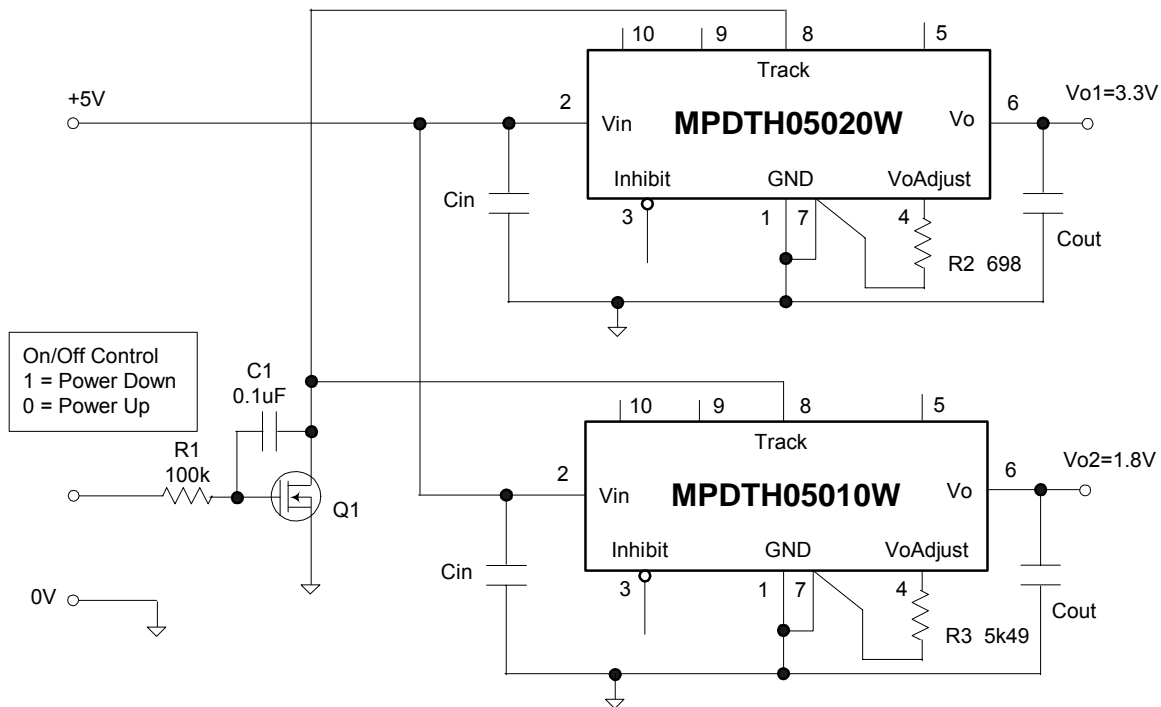 10
9
8
5
Track
+5V
2
Vin
MPDTH05020W
Vo
6
Vo1=3.3V
Inhibit
GND
VoAdjust
Cin
3
1
7
4
Cout
R2 698
On/Off Control
1 = Power Down
0 = Power Up
C1
0.1uF
R1
100k
Q1
0V
10
9
8
5
Track
2
Vin
MPDTH05010W
Vo
6
Vo2=1.8V
Inhibit
GND
VoAdjust
Cin
3
1
7
4
Cout
R3 5k49